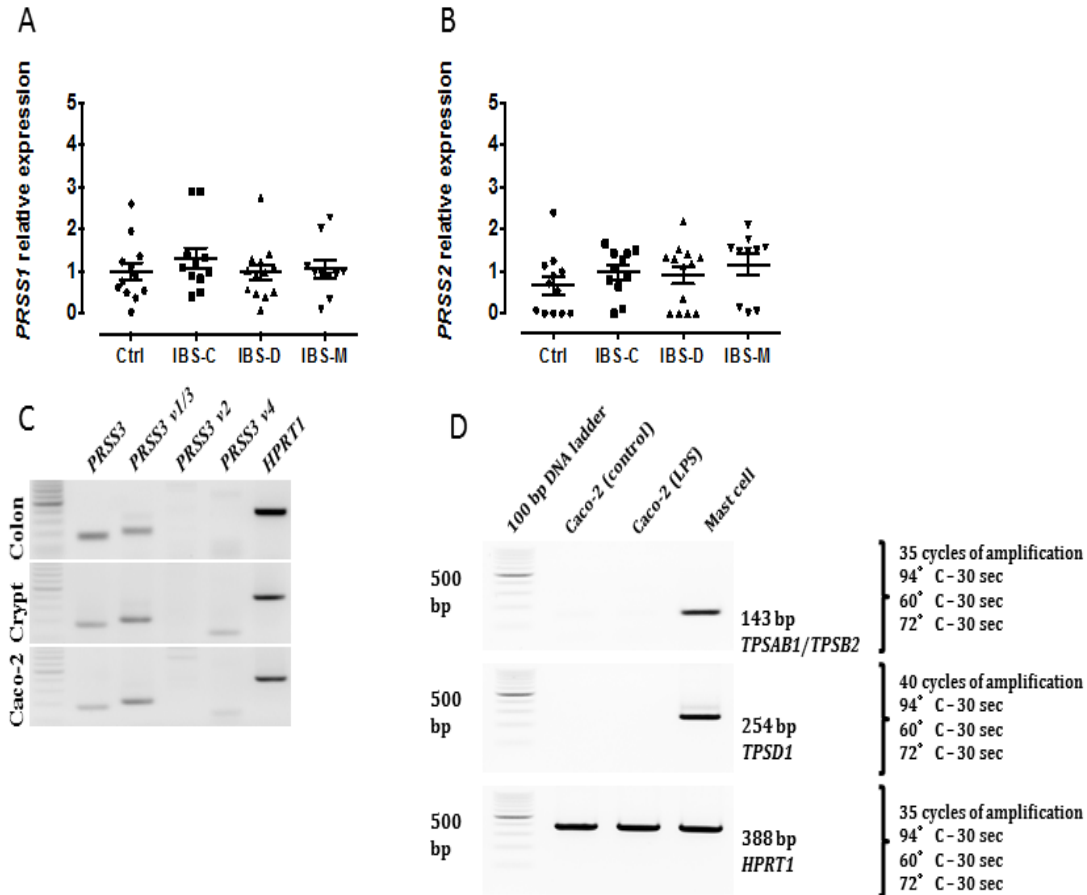 A
PRSS1 relative expression
5
4
3
2
1
0
Ctrl IBS-C IBS-D IBS-M
B
PRSS2 relative expression
5
4
3
2
1
0
Ctrl IBS-C IBS-D IBS-M
C
PRSS3
PRSS3 v1/3
PRSS3 v2
PRSS3 v4
HPRT1
Colon
Crypt
Caco-2
D
100 bp DNA ladder
Caco-2 (control)
Caco-2 (LPS)
Mast cell
500
bp
143 bp
TPSAB1/TPSB2
35 cycles of amplification
94° C – 30 sec
60° C – 30 sec
72° C – 30 sec
500
bp
254 bp
TPSD1
40 cycles of amplification
94° C – 30 sec
60° C – 30 sec
72° C – 30 sec
500
bp
388 bp
HPRT1
35 cycles of amplification
94° C – 30 sec
60° C – 30 sec
72° C – 30 sec